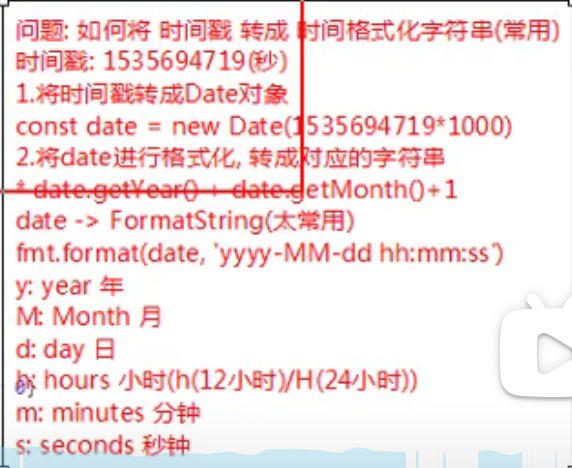 问题: 如何将 时间戳 转成 时间格式化字符串(常用)
时间戳: 1535694719(秒)
1.将时间戳转成Date对象
const date = new Date(1535694719*1000)
2.将date进行格式化, 转成对应的字符串
* date.getYear() + date.getMonth()+1
date -> FormatString(太常用)
fmt.format(date, 'yyyy-MM-dd hh:mm:ss')
y: year 年
M: Month 月
d: day 日
h: hours 小时(h(12小时)/H(24小时))
m: minutes 分钟
s: seconds 秒钟